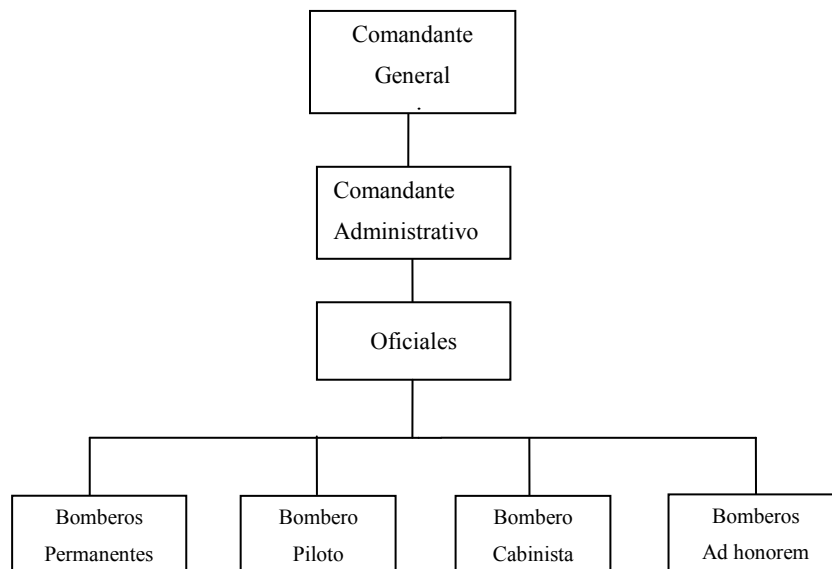 Comandante
General
.
Comandante
Administrativo
Oficiales
Bomberos
Permanentes
Bombero
Piloto
Bombero
Cabinista
Bomberos
Ad honorem